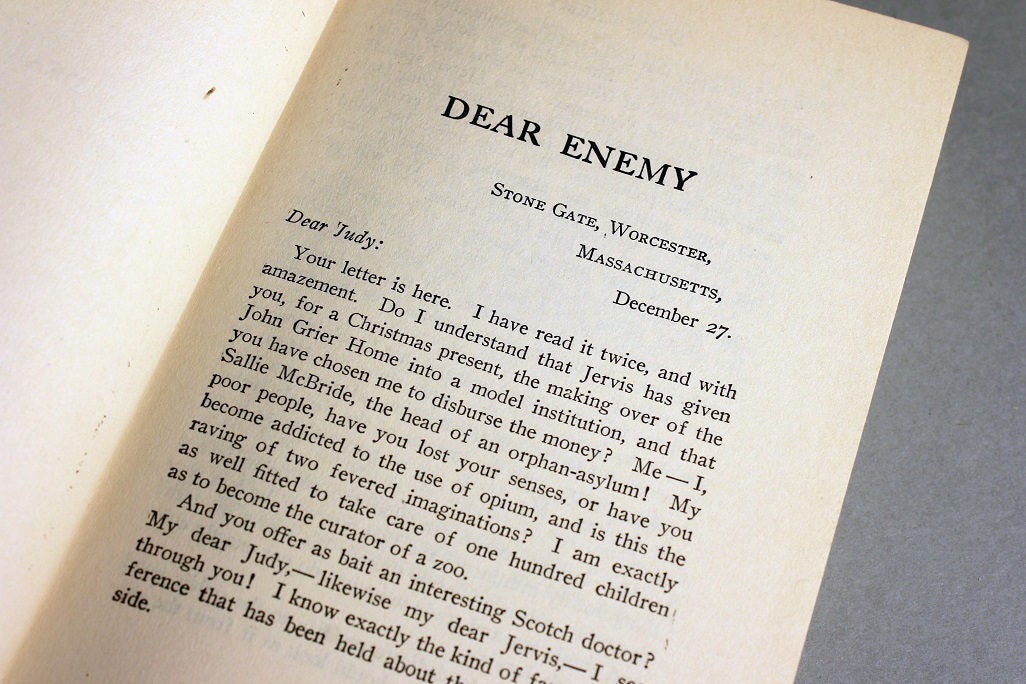 DEAR ENEMY
STONE GATE, WORCESTER,
MASSACHUSETTS,
December 27.
Dear Judy:
Your letter is here. I have read it twice, and with
amazement. Do I understand that Jervis has given
you, for a Christmas present, the making over of the
John Grier Home into a model institution, and that
you have chosen me to disburse the money? Me—I,
Sallie McBride, the head of an orphan-asylum! My
poor people, have you lost your senses, or have you
become addicted to the use of opium, and is this the
raving of two fevered imaginations? I am exactly
as well fitted to take care of one hundred children
as to become the curator of a zoo.
And you offer as bait an interesting Scotch doctor?
My dear Judy,—likewise my dear Jervis,—I
through you! I know exactly the kind of
ference that has been held about
side.